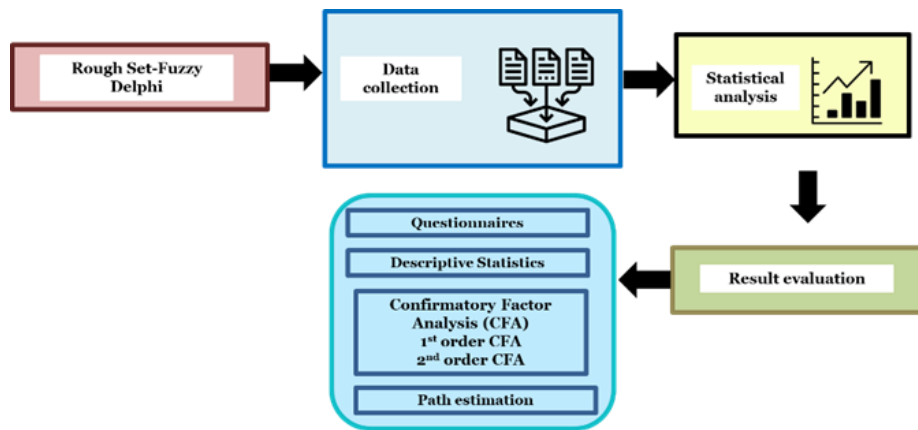 Rough Set-Fuzzy
Delphi
Data
collection
Statistical
analysis
Result evaluation
Questionnaires
Descriptive Statistics
Confirmatory Factor
Analysis (CFA)
1st order CFA
2nd order CFA
Path estimation